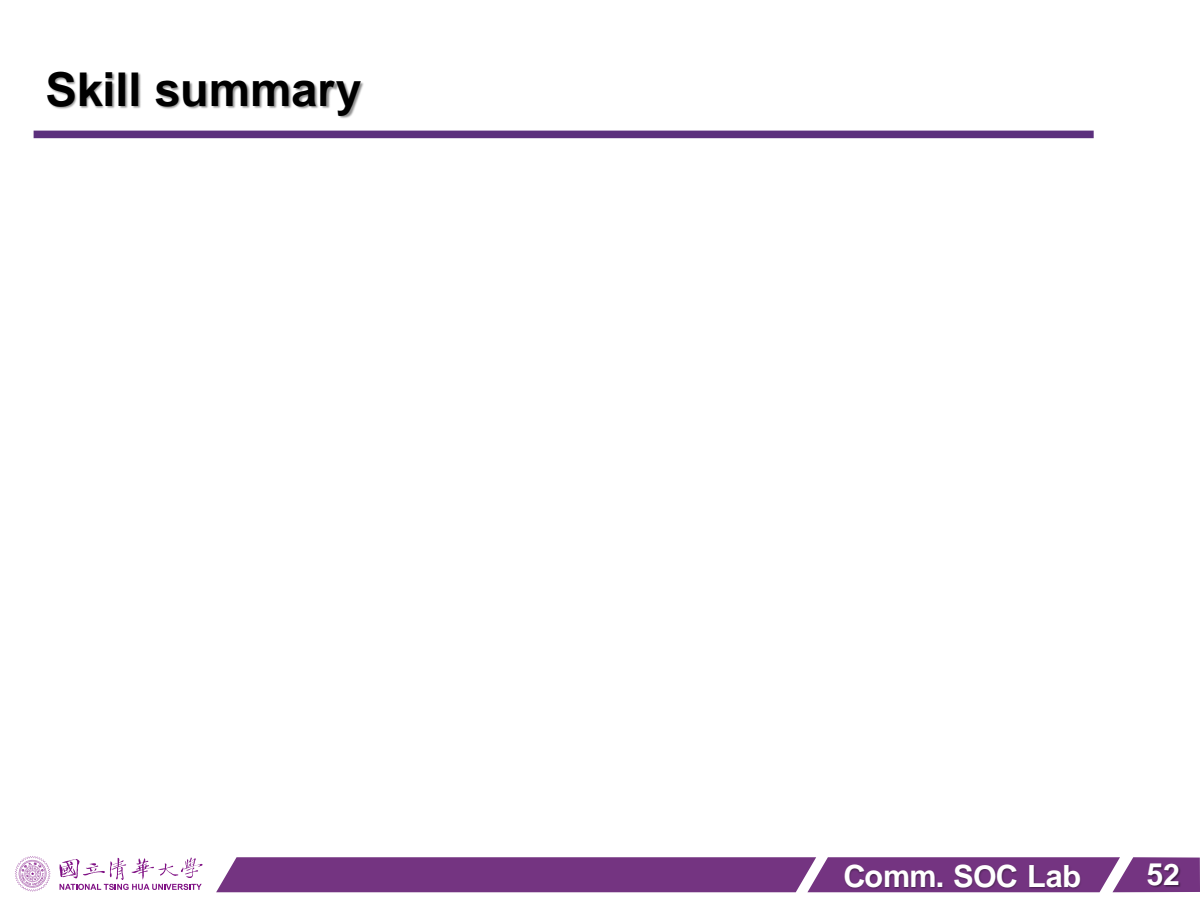 Skill summary
國立清華大學
NATIONAL TSING HUA UNIVERSITY
Comm. SOC Lab
52